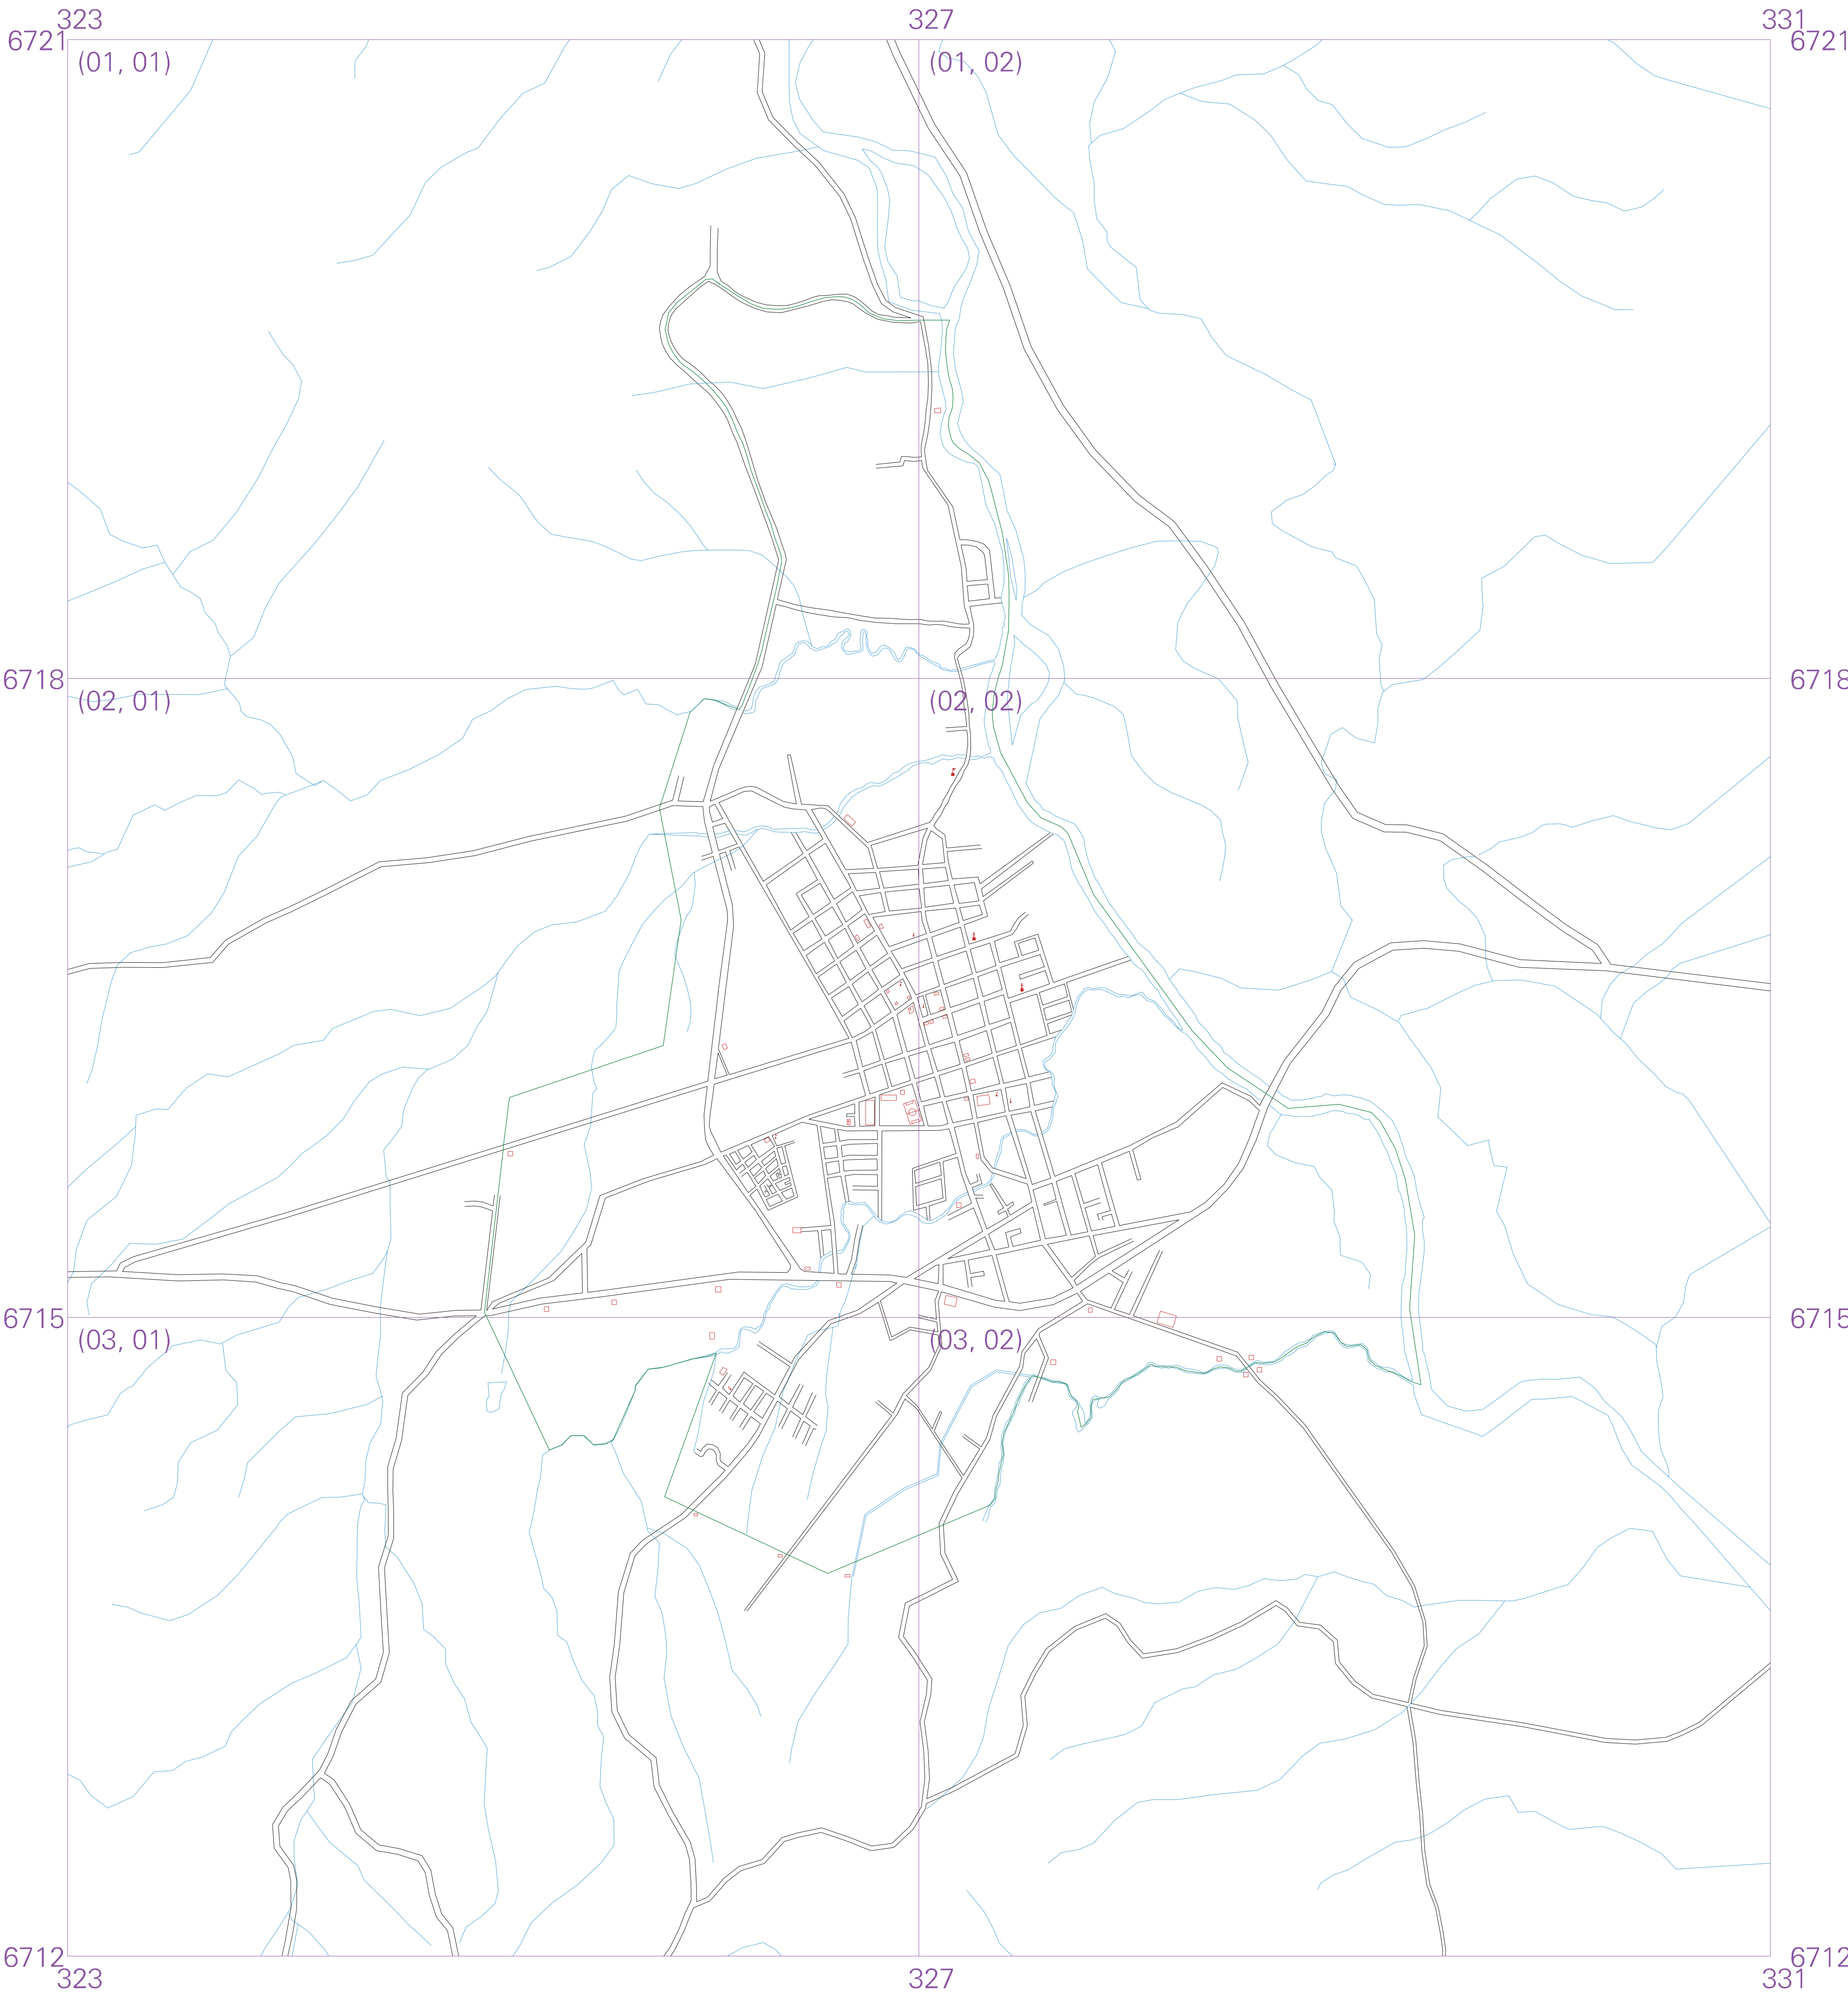 323 327 331
6721 6721
(01, 01) (01, 02)
6718 6718
(02, 01) (02, 02)
6715 6715
(03, 01) (03, 02)
6712 6712
323 327 331